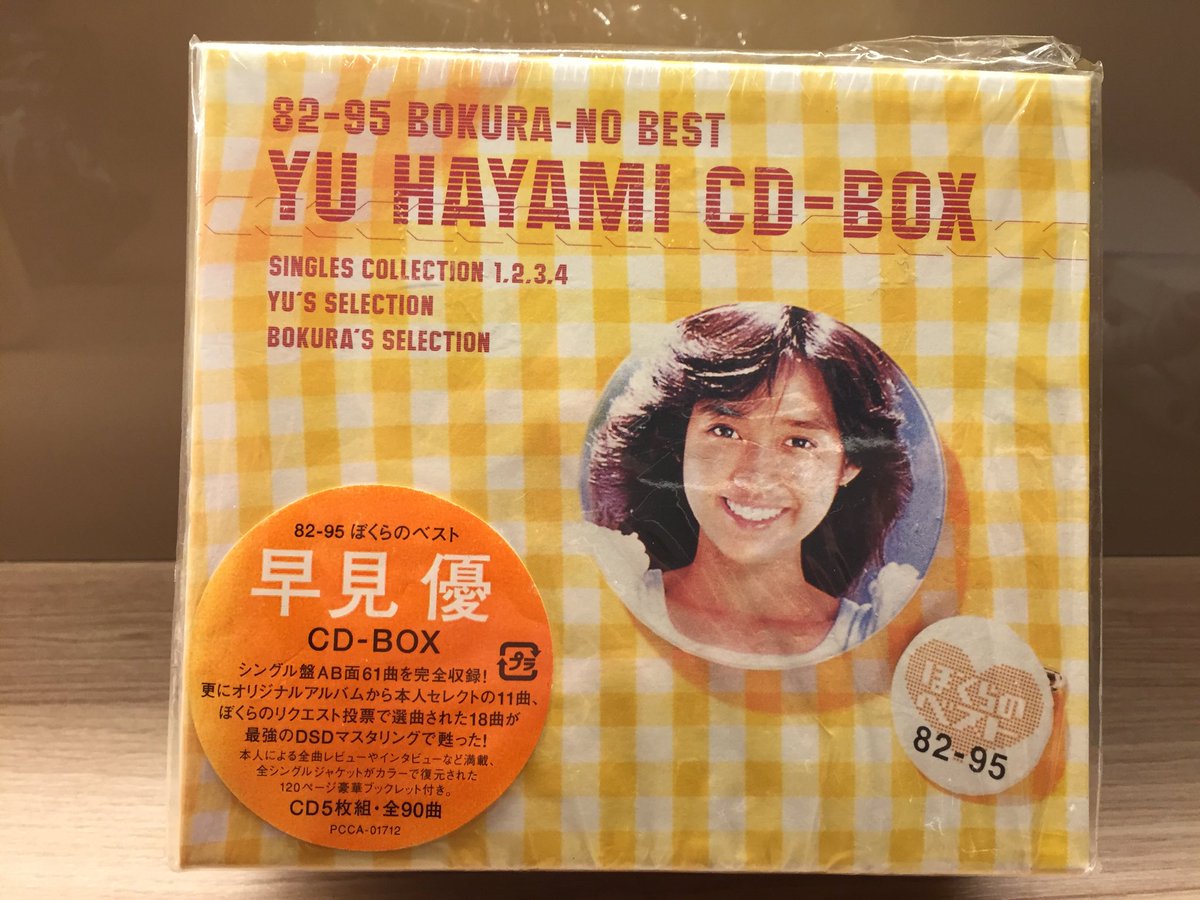 82-95 BOKURA-NO BEST
YU HAYAMI CD-BOX
SINGLES COLLECTION 1,2,3,4
YU'S SELECTION
BOKURA'S SELECTION
82-95 ぼくらのベスト
早見 優
CD-BOX
プラ
シングル盤AB面61曲を完全収録!
更にオリジナルアルバムから本人セレクトの11曲、
ぼくらのリクエスト投票で選曲された18曲が
最強のDSDマスタリングで甦った!
本人による全曲レビューやインタビューなど満載、
全シングルジャケットがカラーで復元された
120ページ豪華ブックレット付き。
CD5枚組・全90曲
PCCA-01712
ぼくらの
ベスト
82-95